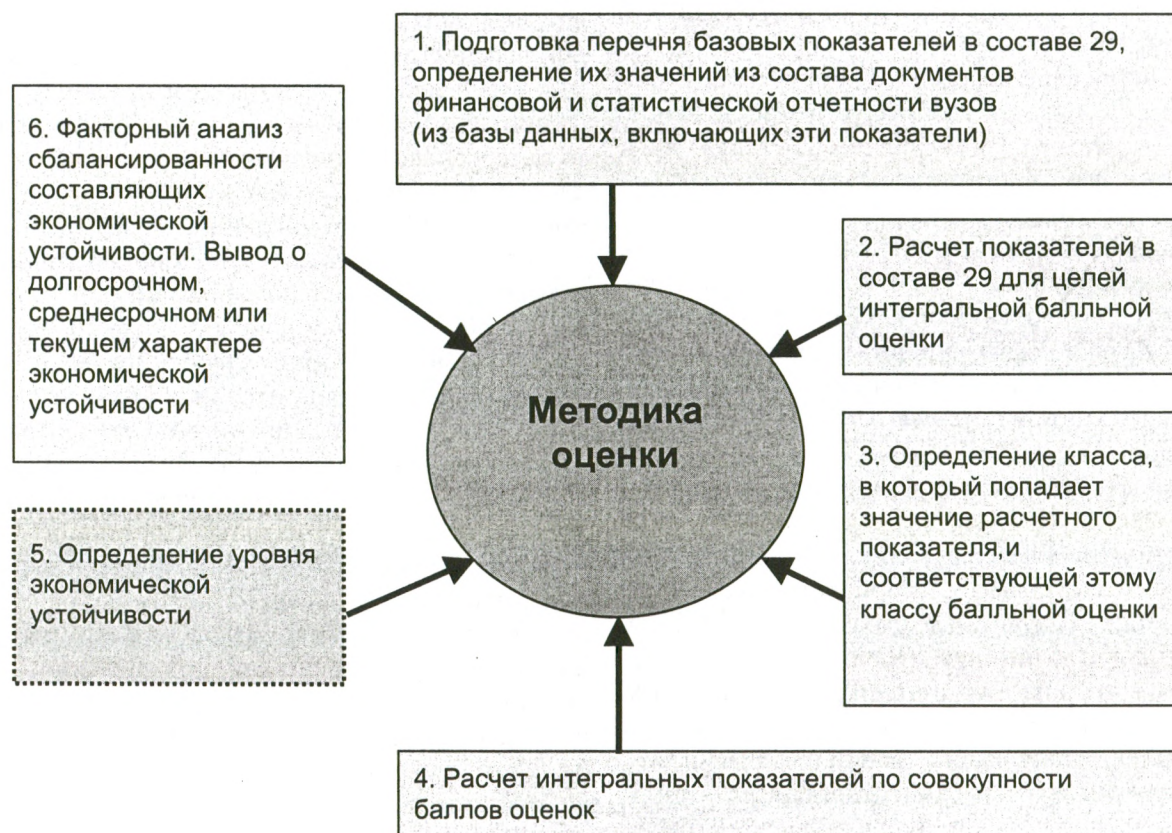 1. Подготовка перечня базовых показателей в составе 29,
определение их значений из состава документов
финансовой и статистической отчетности вузов
(из базы данных, включающих эти показатели)
2. Расчет показателей в
составе 29 для целей
интегральной балльной
оценки
3. Определение класса,
в который попадает
значение расчетного
показателя,и
соответствующей этому
классу балльной оценки
4. Расчет интегральных показателей по совокупности
баллов оценок
5. Определение уровня
экономической
устойчивости
6. Факторный анализ
сбалансированности
составляющих
экономической
устойчивости. Вывод о
долгосрочном,
среднесрочном или
текущем характере
экономической
устойчивости
Методика
оценки